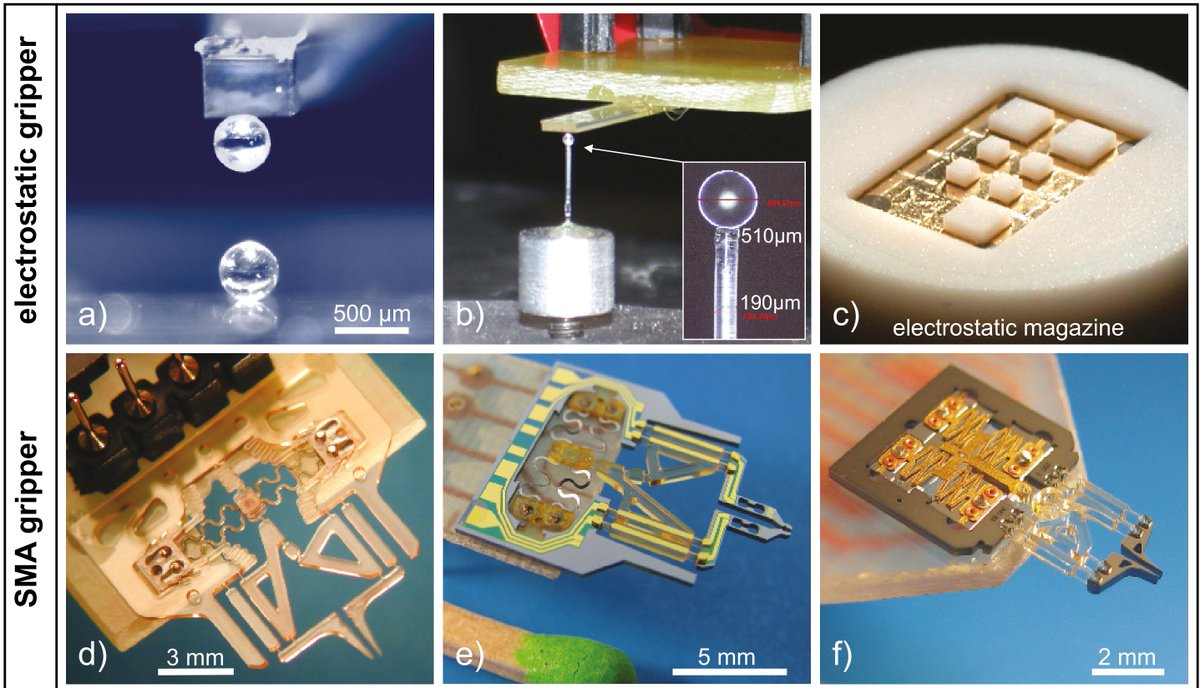 electrostatic gripper
a)
500 µm
b)
510µm
190µm
c)
electrostatic magazine
SMA gripper
d)
3 mm
e)
5 mm
f)
2 mm